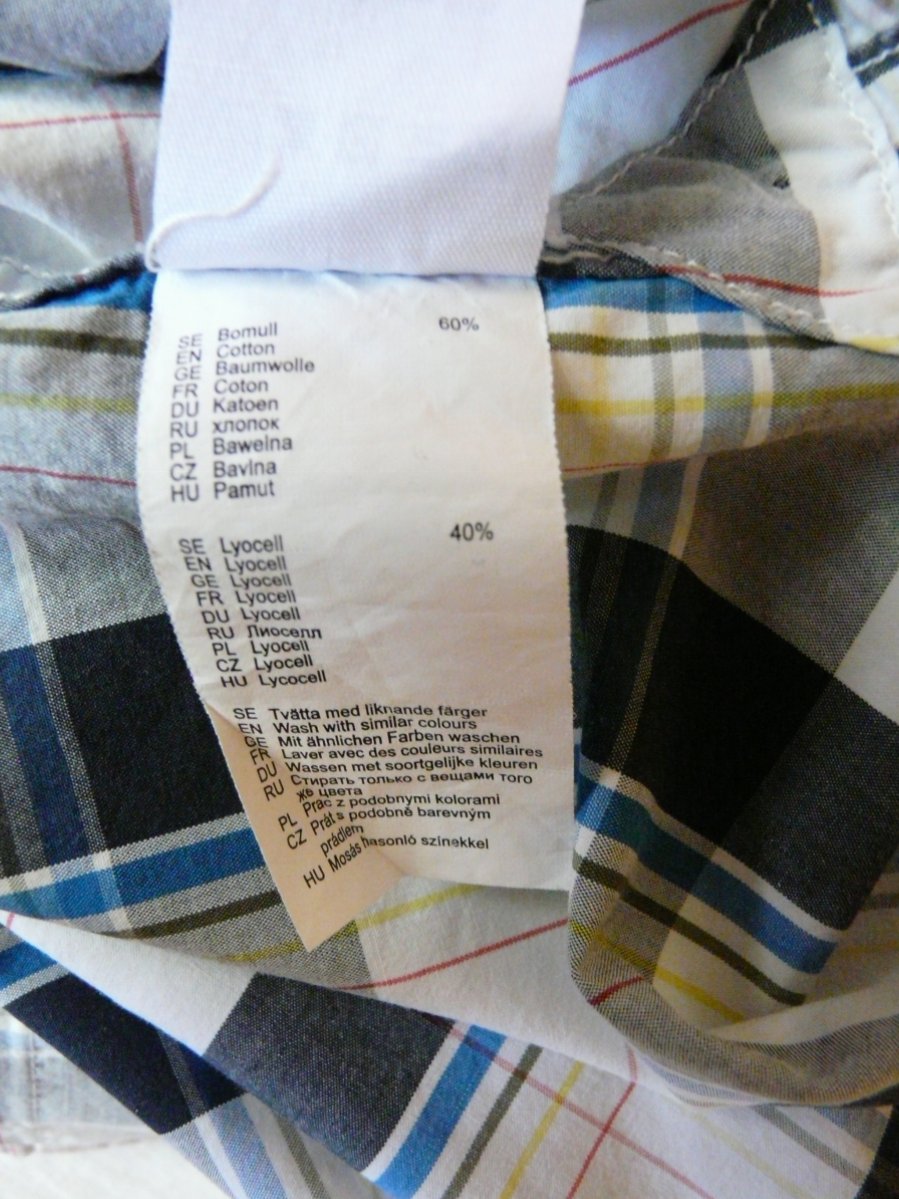 SE Bomull 60%
EN Cotton
GE Baumwolle
FR Coton
DU Katoen
RU хлопок
PL Bawelna
CZ Bavlna
HU Pamut
SE Lyocell 40%
EN Lyocell
GE Lyocell
FR Lyocell
DU Lyocell
RU Лиоселл
PL Lyocell
CZ Lyocell
HU Lycocell
SE Tvätta med liknande färger
EN Wash with similar colours
GE Mit ähnlichen Farben waschen
FR Laver avec des couleurs similaires
DU Wassen met soortgelijke kleuren
RU Стирать только с вещами того
же цвета
PL Prac z podobnymi kolorami
CZ Prát s podobně barevným
prádlem
HU Mosás hasonló színekkel